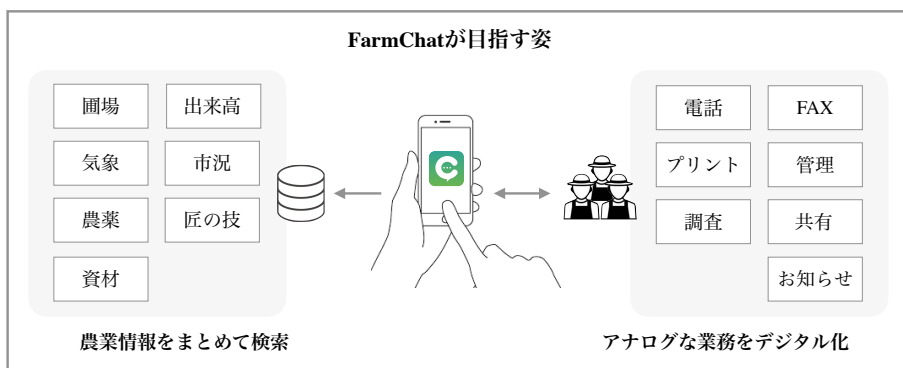 FarmChatが目指す姿
圃場
出来高
気象
市況
農薬
匠の技
資材
農業情報をまとめて検索
電話
FAX
プリント
管理
調査
共有
お知らせ
アナログな業務をデジタル化